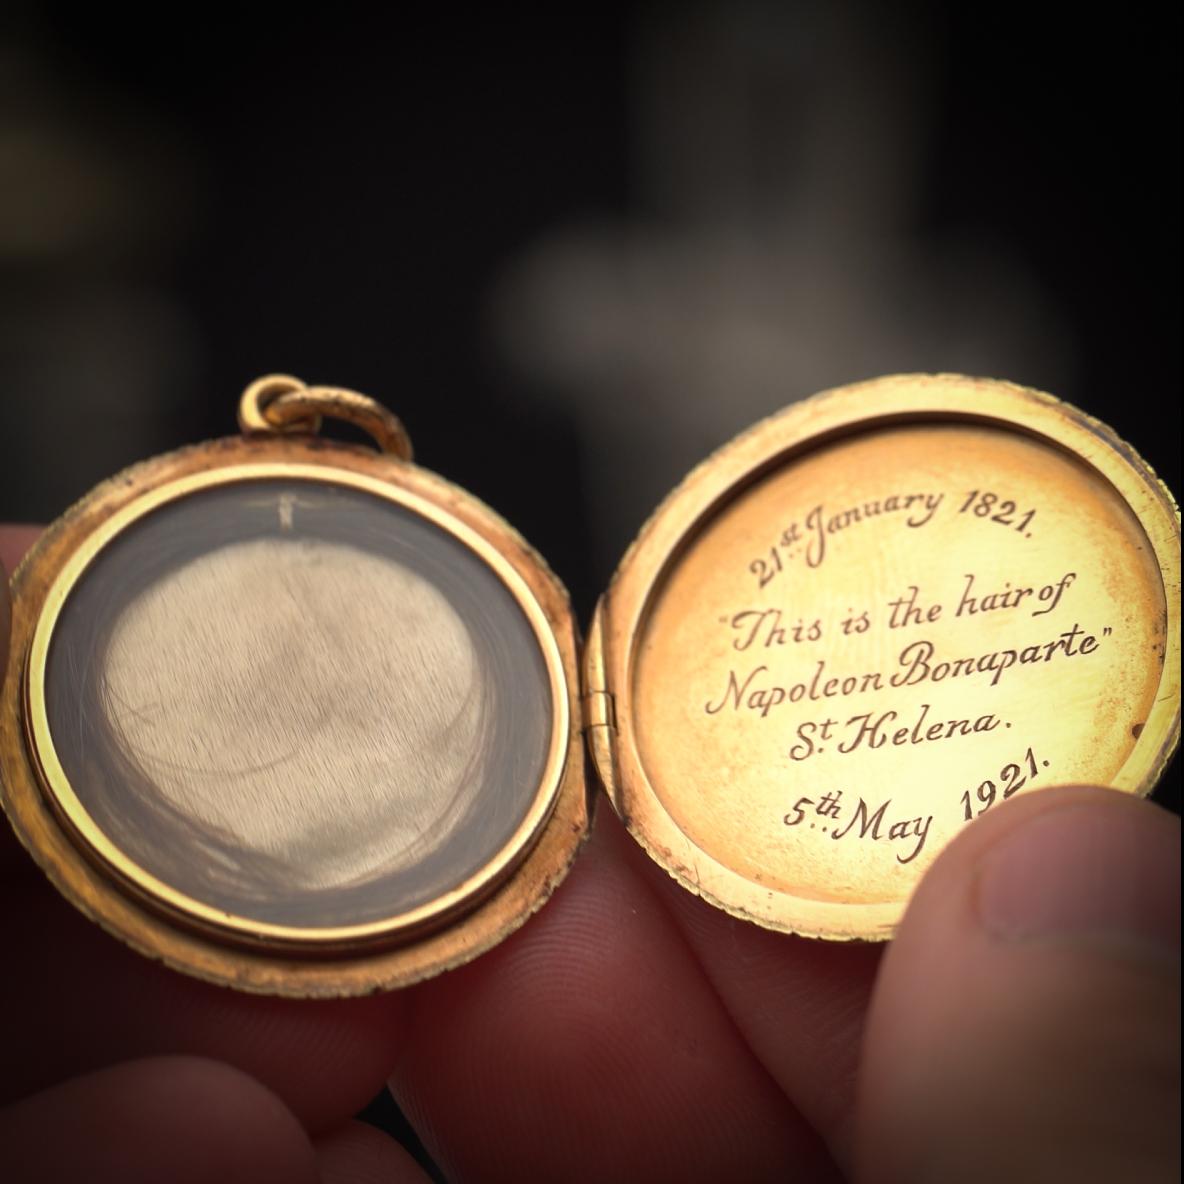 21st January 1821.
"This is the hair of
Napoleon Bonaparte"
St. Helena.
5th May 1921.